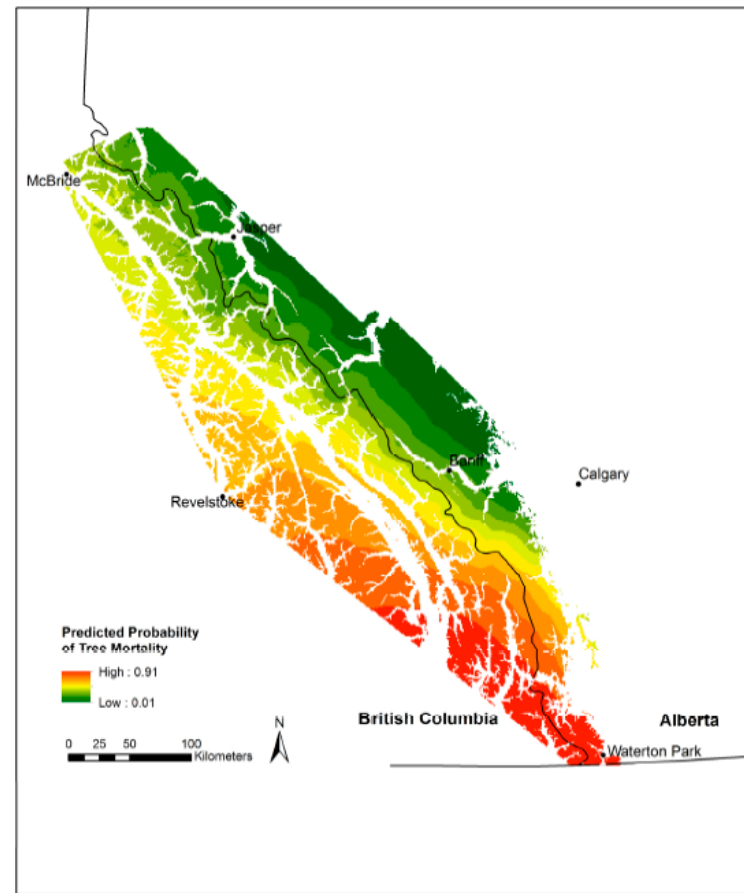 McBride
Jasper
Banff
Calgary
Revelstoke
Predicted Probability
of Tree Mortality
High : 0.91
Low : 0.01
N
British Columbia
Alberta
0 25 50 100
Kilometers
Waterton Park